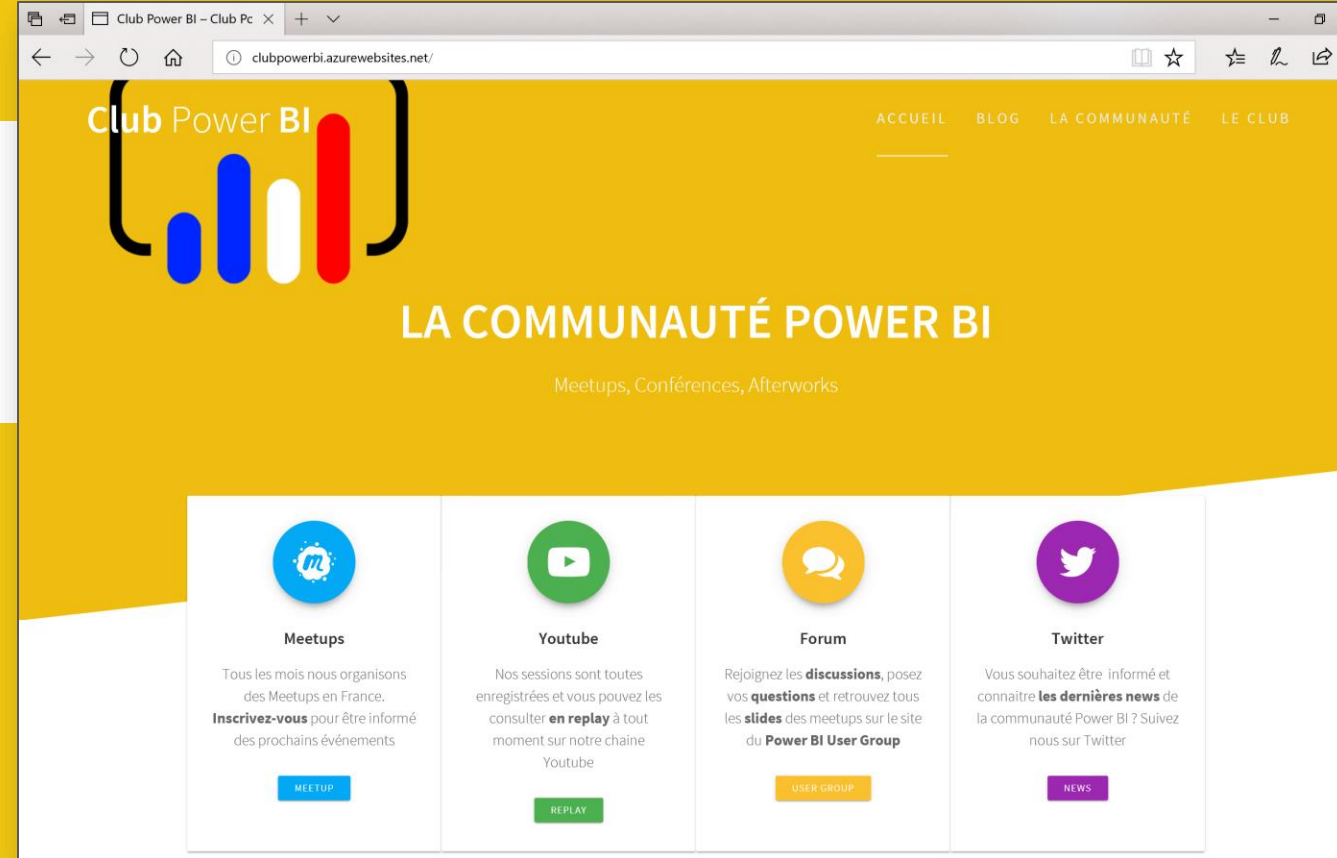 Club Power BI – Club Pc
clubpowerbi.azurewebsites.net/
Club Power BI
ACCUEIL BLOG LA COMMUNAUTÉ LE CLUB
LA COMMUNAUTÉ POWER BI
Meetups, Conférences, Afterworks
Meetups
Tous les mois nous organisons
des Meetups en France.
Inscrivez-vous pour être informé
des prochains événements
MEETUP
Youtube
Nos sessions sont toutes
enregistrées et vous pouvez les
consulter en replay à tout
moment sur notre chaine
Youtube
REPLAY
Forum
Rejoignez les discussions, posez
vos questions et retrouvez tous
les slides des meetups sur le site
du Power BI User Group
USER GROUP
Twitter
Vous souhaitez être informé et
connaitre les dernières news de
la communauté Power BI ? Suivez
nous sur Twitter
NEWS